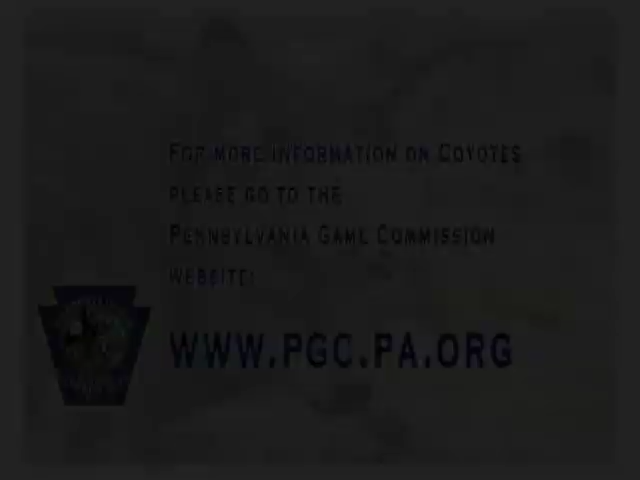 FOR MORE INFORMATION ON COYOTES
PLEASE GO TO THE
PENNSYLVANIA GAME COMMISSION
WEBSITE:
WWW.PGC.PA.ORG